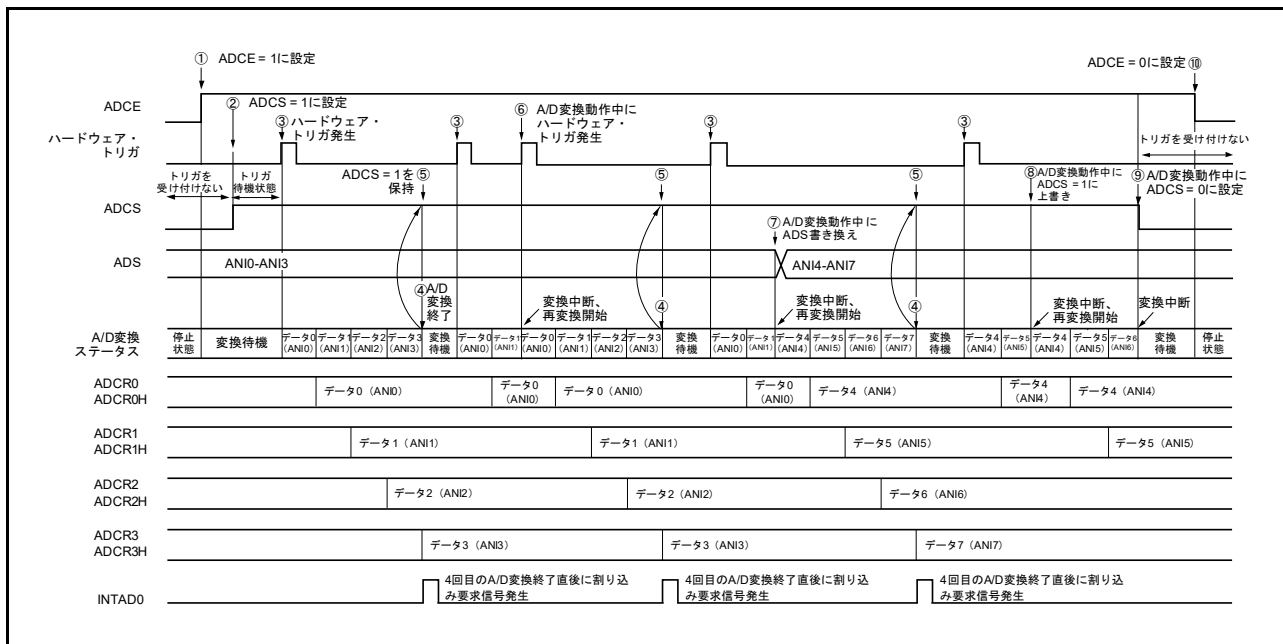 ① ADCE = 1に設定
ADCE = 0に設定 ⑩
ADCE
② ADCS = 1に設定
③ハードウェア・
トリガ発生
③
⑥ A/D変換動作中に
ハードウェア・
トリガ発生
③
③
ハードウェア・
トリガ
トリガを
受け付けない
トリガ
待機状態
トリガを受け付けない
ADCS = 1を ⑤
保持
⑤
⑤
⑧A/D変換動作中に
ADCS = 1に
上書き
⑨A/D変換動作中に
ADCS = 0に設定
ADCS
⑦A/D変換動作中に
ADS書き換え
ADS
ANI0-ANI3
ANI4-ANI7
④A/D
変換
終了
変換中断、
再変換開始
④
変換中断、
再変換開始
④
変換中断、
再変換開始
変換中断
A/D変換
ステータス
停止
状態
変換待機
データ0
(ANI0)
データ1
(ANI1)
データ2
(ANI2)
データ3
(ANI3)
変換
待機
データ0
(ANI0)
データ1
(ANI1)
データ0
(ANI0)
データ1
(ANI1)
データ2
(ANI2)
データ3
(ANI3)
変換
待機
データ0
(ANI0)
データ1
(ANI1)
データ4
(ANI4)
データ5
(ANI5)
データ6
(ANI6)
データ7
(ANI7)
変換
待機
データ4
(ANI4)
データ5
(ANI5)
データ4
(ANI4)
データ5
(ANI5)
データ6
(ANI6)
変換
待機
停止
状態
ADCR0
ADCR0H
データ0（ANI0）
データ0
(ANI0)
データ0（ANI0）
データ0
(ANI0)
データ4（ANI4）
データ4
(ANI4)
データ4（ANI4）
ADCR1
ADCR1H
データ1（ANI1）
データ1（ANI1）
データ5（ANI5）
データ5（ANI5）
ADCR2
ADCR2H
データ2（ANI2）
データ2（ANI2）
データ6（ANI6）
ADCR3
ADCR3H
データ3（ANI3）
データ3（ANI3）
データ7（ANI7）
INTAD0
4回目のA/D変換終了直後に割り込
み要求信号発生
4回目のA/D変換終了直後に割り込
み要求信号発生
4回目のA/D変換終了直後に割り込
み要求信号発生